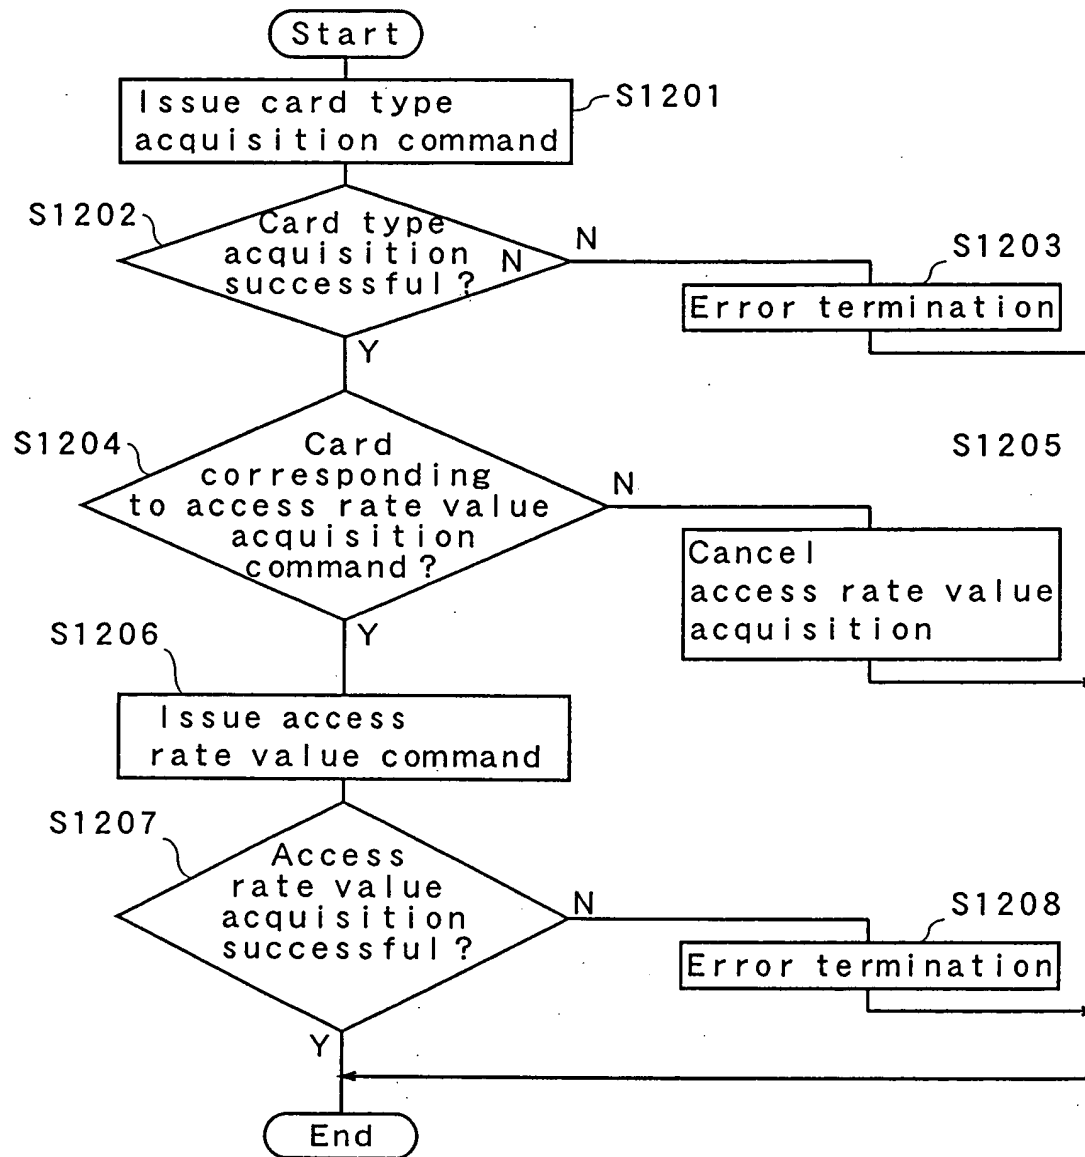 Start
Issue card type
acquisition command
S1201
S1202
Card type
acquisition
successful?
N
N
S1203
Error termination
Y
S1204
Card
corresponding
to access rate value
acquisition
command?
N
S1205
Cancel
access rate value
acquisition
Y
S1206
Issue access
rate value command
S1207
Access
rate value
acquisition
successful?
N
S1208
Error termination
Y
End